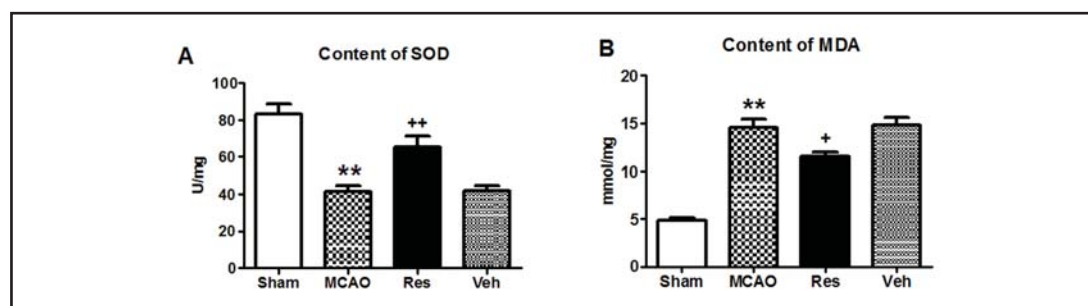 A
Content of SOD
U/mg
100
80
60
40
20
0
**
++
Sham MCAO Res Veh
B
Content of MDA
mmol/mg
20
15
10
5
0
**
+
Sham MCAO Res Veh